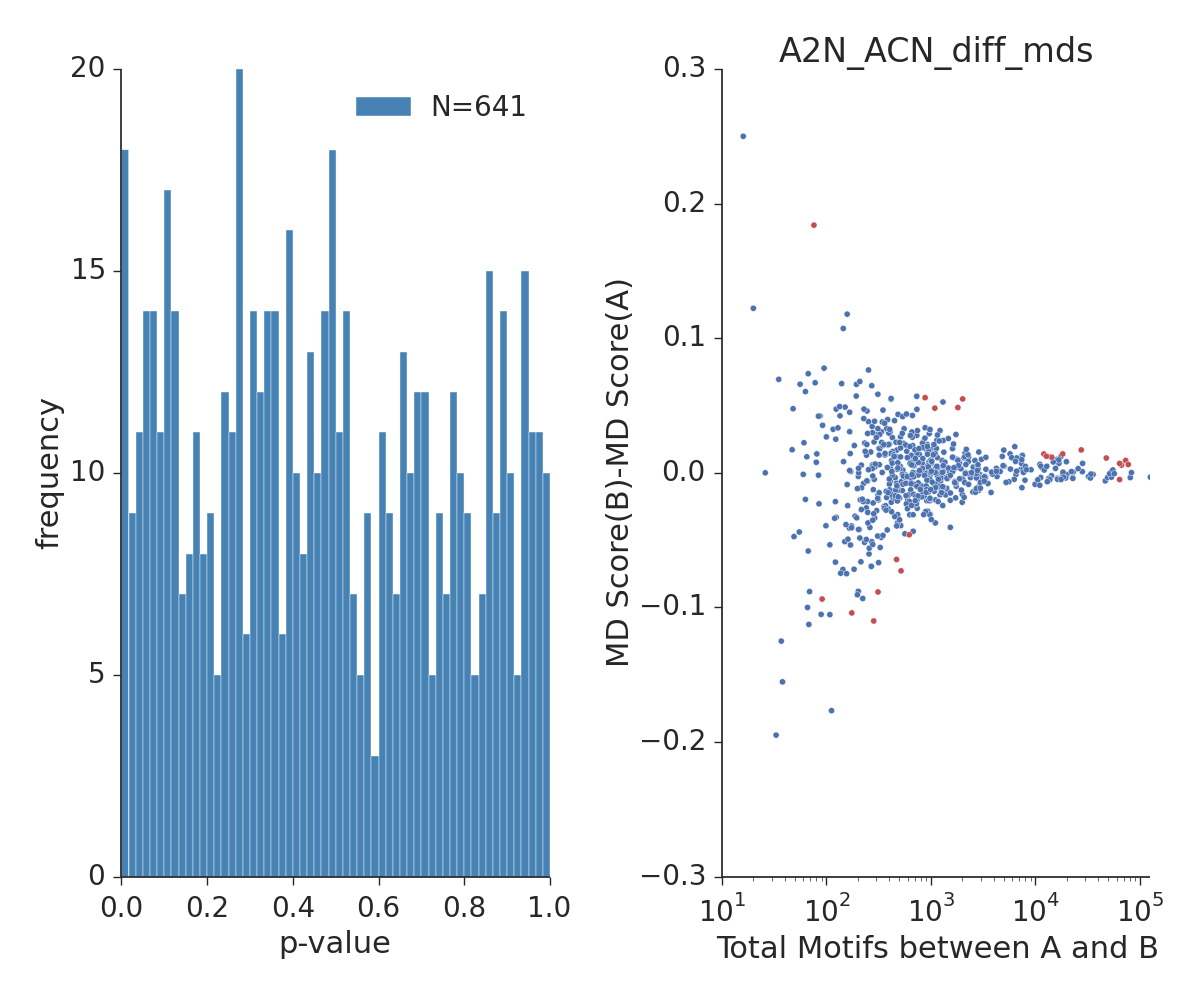 20
15
10
5
0
frequency
0.0 0.2 0.4 0.6 0.8 1.0
p-value
N=641
A2N_ACN_diff_mds
0.3
0.2
0.1
0.0
−0.1
−0.2
−0.3
MD Score(B)-MD Score(A)
10¹ 10² 10³ 10⁴ 10⁵
Total Motifs between A and B